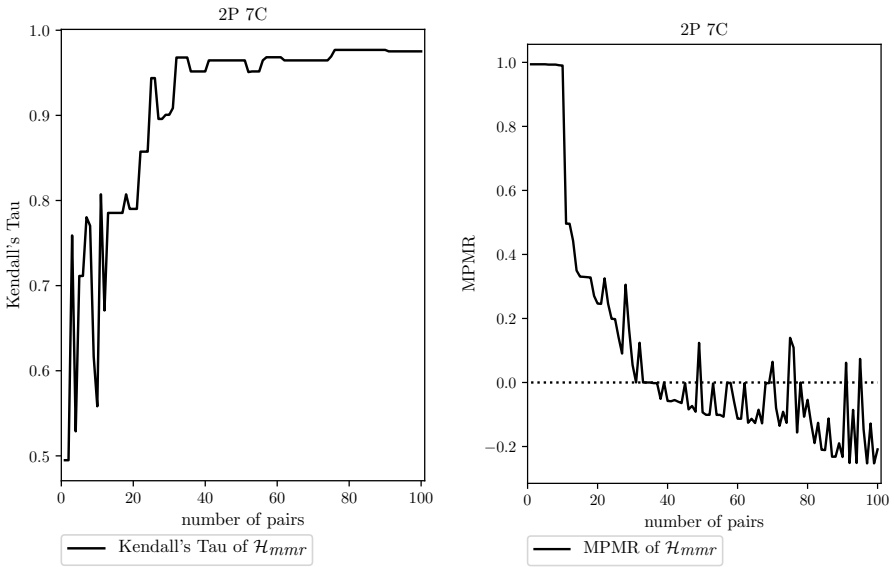 2P 7C
1.0
0.9
0.8
0.7
0.6
0.5
Kendall's Tau
0 20 40 60 80 100
number of pairs
Kendall's Tau of ℋmmr
2P 7C
1.0
0.8
0.6
0.4
0.2
0.0
−0.2
MPMR
0 20 40 60 80 100
number of pairs
MPMR of ℋmmr